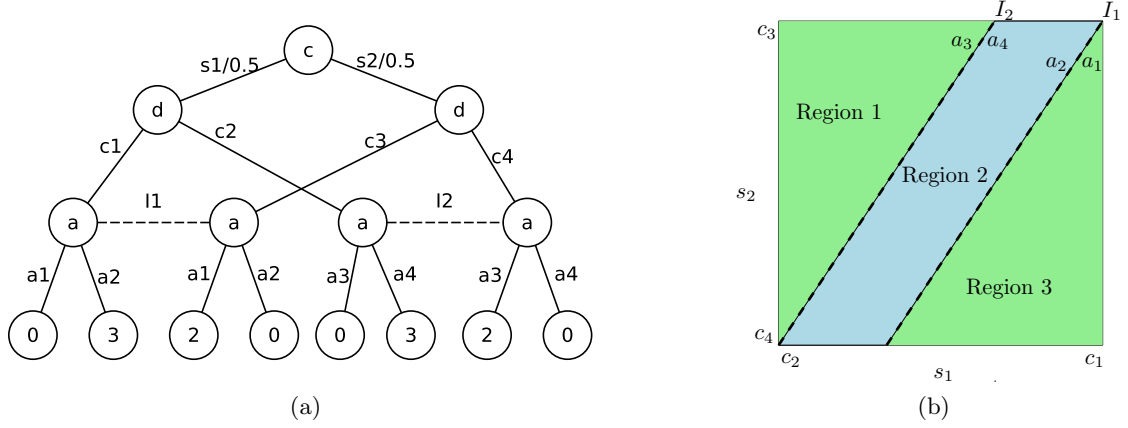 c
s1/0.5 s2/0.5
d d
c1 c2 c3 c4
I1 I2
a a a a
a1 a2 a1 a2 a3 a4 a3 a4
0 3 2 0 0 3 2 0
(a)
I₂ I₁
c₃
a₃ a₄
a₂ a₁
Region 1
Region 2
s₂
Region 3
c₄
c₂ c₁
s₁
(b)